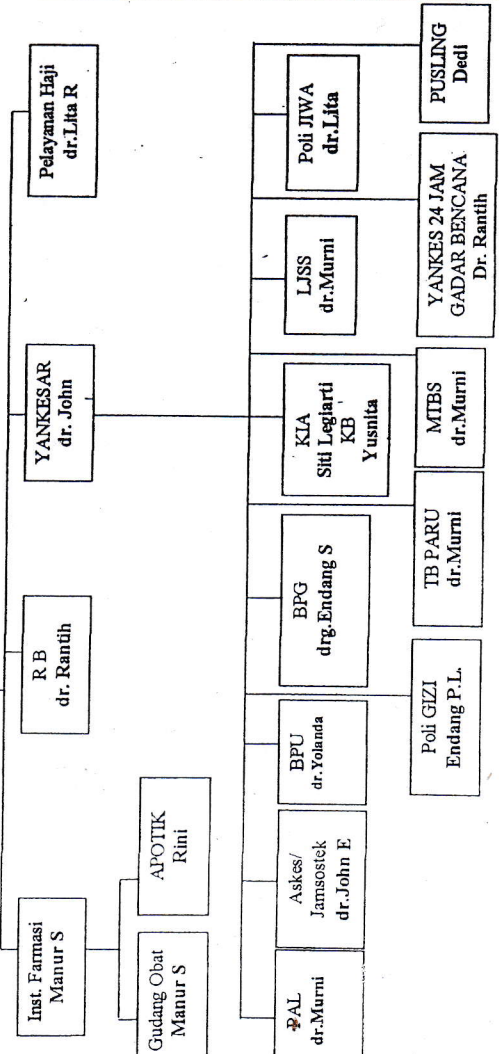 Inst. Farmasi
Manur S
R B
dr. Rantih
YANKESAR
dr. John
Pelayanan Haji
dr.Lita R
Gudang Obat
Manur S
APOTIK
Rini
PAL
dr.Murni
Askes/
Jamsostek
dr.John E
BPU
dr.Yolanda
BPG
drg.Endang S
KIA
Siti Legiarti
KB
Yusnita
LJSS
dr.Murni
Poli JIWA
dr.Lita
Poli GIZI
Endang P.L.
TB PARU
dr.Murni
MTBS
dr.Murni
YANKES 24 JAM
GADAR BENCANA
Dr. Rantih
PUSLING
Dedi